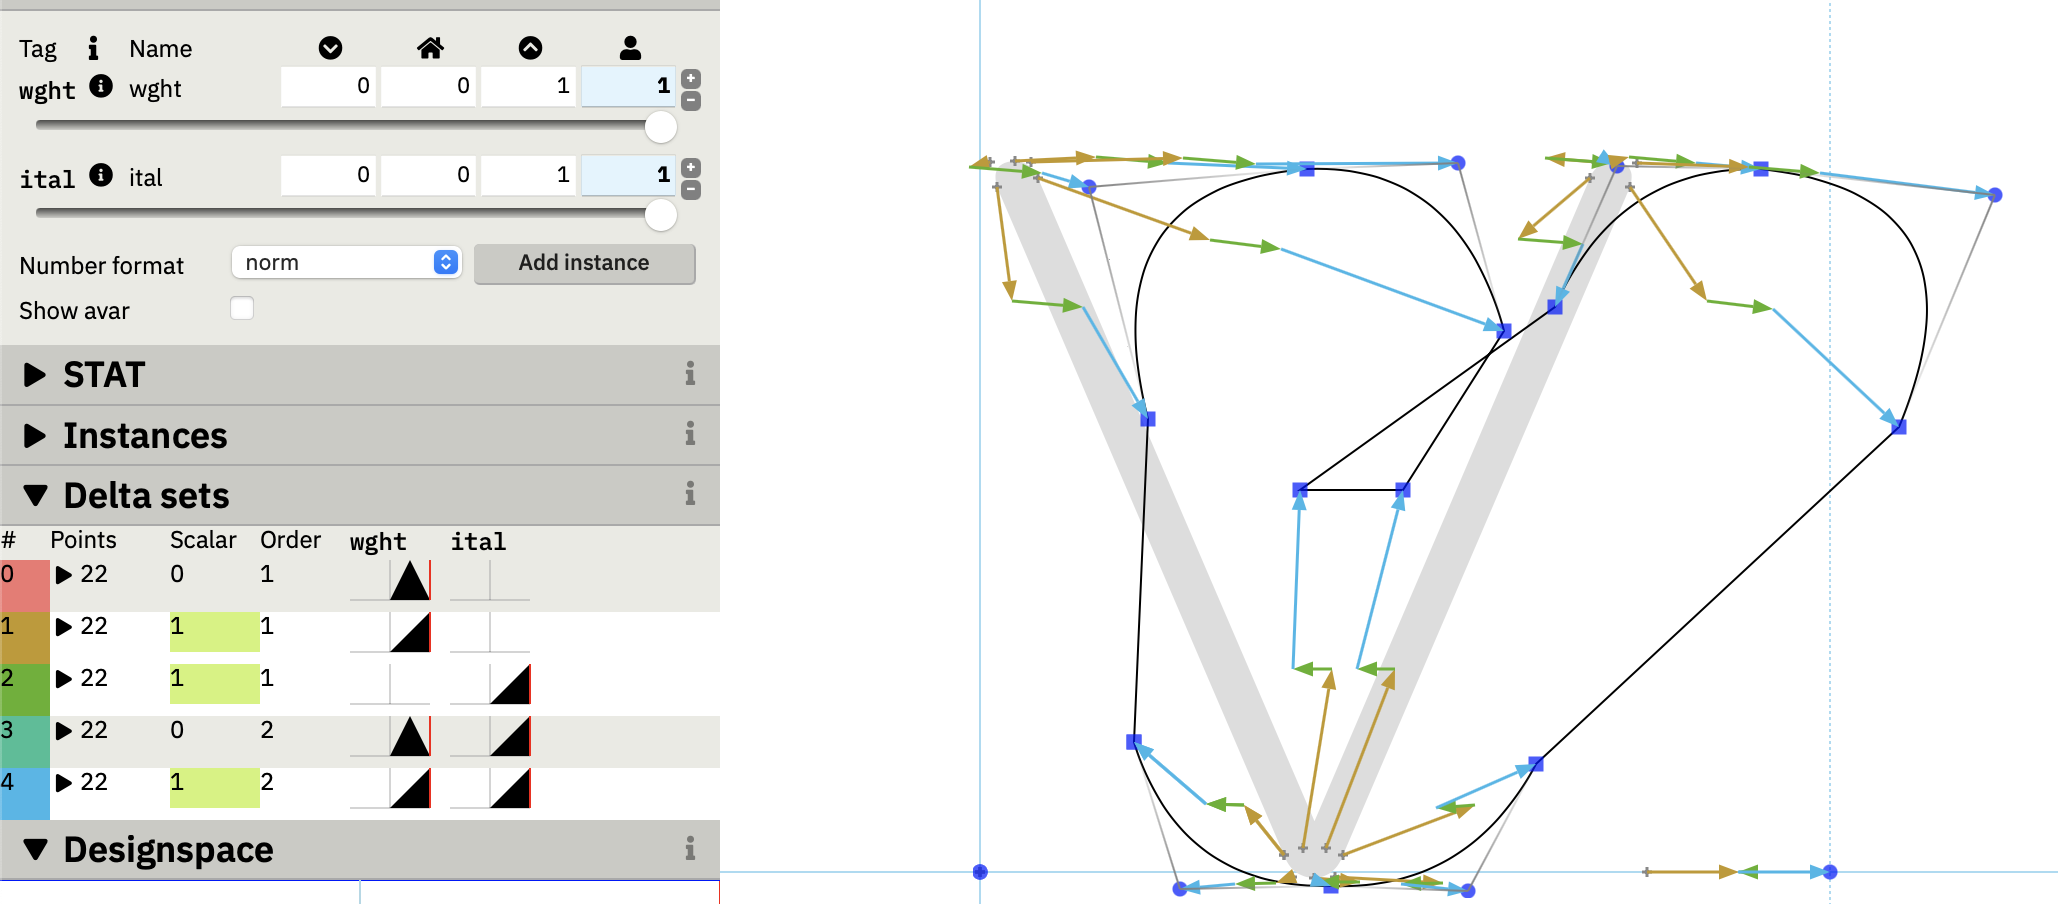 Tag Name
wght wght 0 0 1 1
ital ital 0 0 1 1
Number format norm Add instance
Show avar
STAT
Instances
Delta sets
# Points Scalar Order wght ital
0 22 0 1
1 22 1 1
2 22 1 1
3 22 0 2
4 22 1 2
Designspace